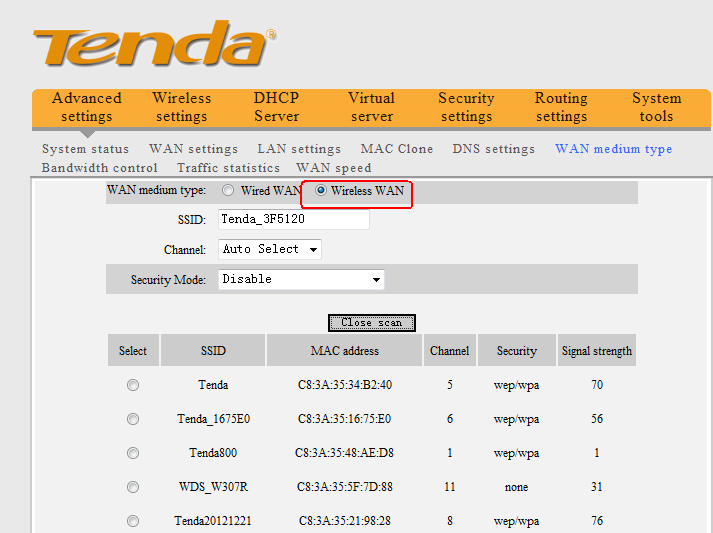 Tenda®
Advanced settings Wireless settings DHCP Server Virtual server Security settings Routing settings System tools
System status WAN settings LAN settings MAC Clone DNS settings WAN medium type
Bandwidth control Traffic statistics WAN speed
WAN medium type: Wired WAN Wireless WAN
SSID: Tenda_3F5120
Channel: Auto Select
Security Mode: Disable
Close scan
Select SSID MAC address Channel Security Signal strength
Tenda C8:3A:35:34:B2:40 5 wep/wpa 70
Tenda_1675E0 C8:3A:35:16:75:E0 6 wep/wpa 56
Tenda800 C8:3A:35:48:AE:D8 1 wep/wpa 1
WDS_W307R C8:3A:35:5F:7D:88 11 none 31
Tenda20121221 C8:3A:35:21:98:28 8 wep/wpa 76